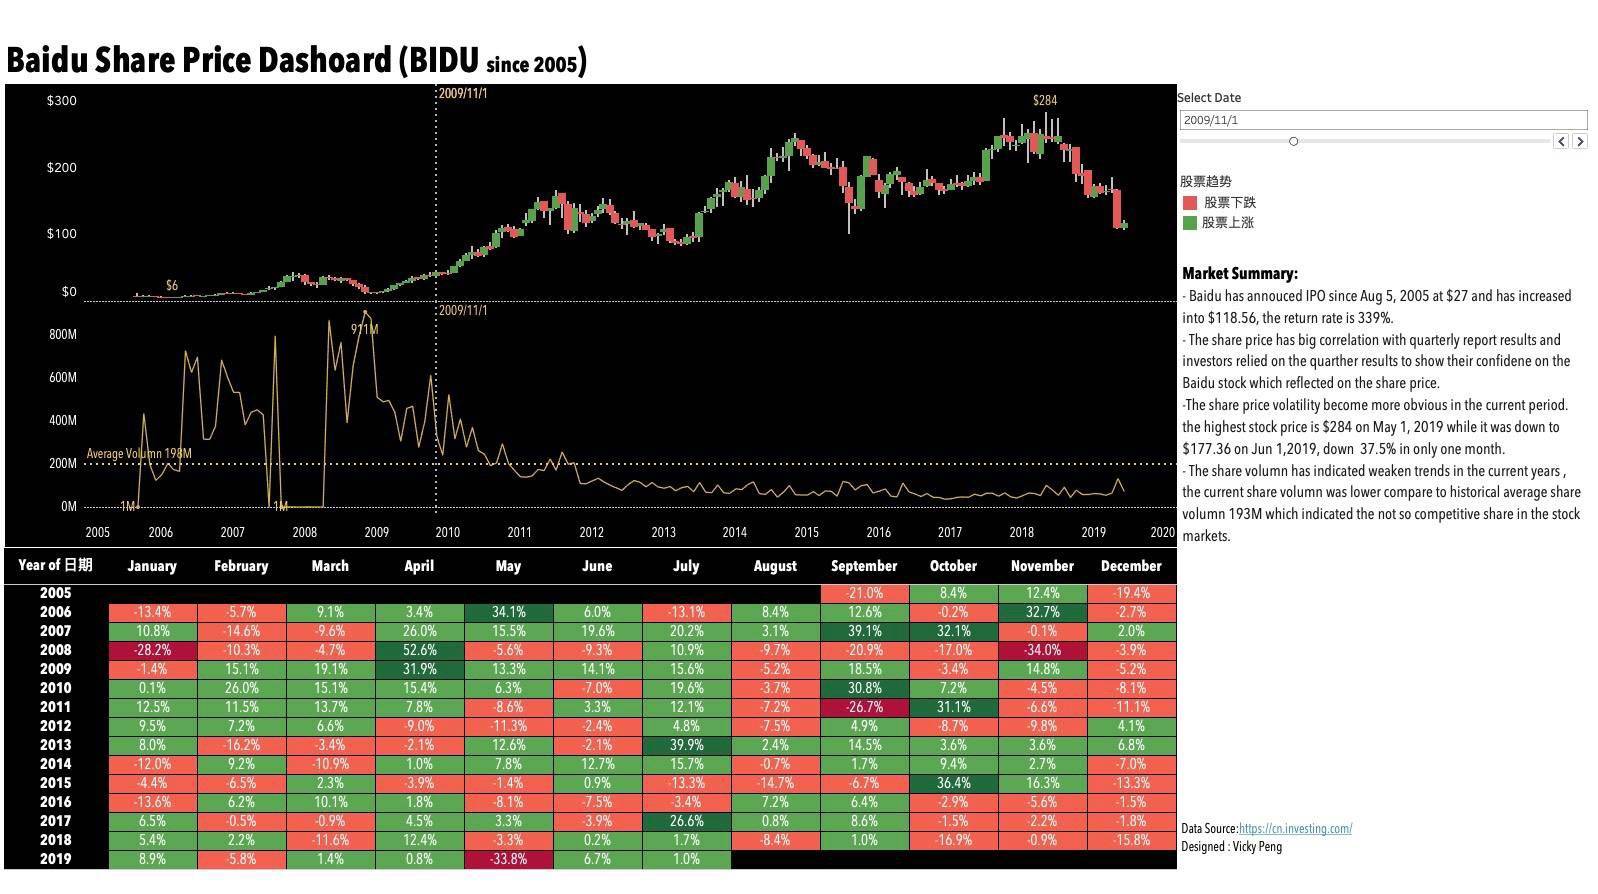 Baidu Share Price Dashoard (BIDU since 2005)
2009/11/1
$300
$284
$200
$100
$6
$0
2009/11/1
911M
800M
600M
400M
Average Volumn 198M
200M
1M
1M
0M
2005 2006 2007 2008 2009 2010 2011 2012 2013 2014 2015 2016 2017 2018 2019 2020
Select Date
2009/11/1
股票趋势
股票下跌
股票上涨
Market Summary:
- Baidu has annouced IPO since Aug 5, 2005 at $27 and has increased
into $118.56, the return rate is 339%.
- The share price has big correlation with quarterly report results and
investors relied on the quarther results to show their confidene on the
Baidu stock which reflected on the share price.
-The share price volatility become more obvious in the current period.
the highest stock price is $284 on May 1, 2019 while it was down to
$177.36 on Jun 1,2019, down 37.5% in only one month.
- The share volumn has indicated weaken trends in the current years ,
the current share volumn was lower compare to historical average share
volumn 193M which indicated the not so competitive share in the stock
markets.
Year of 日期 January February March April May June July August September October November December
2005 -21.0% 8.4% 12.4% -19.4%
2006 -13.4% -5.7% 9.1% 3.4% 34.1% 6.0% -13.1% 8.4% 12.6% -0.2% 32.7% -2.7%
2007 10.8% -14.6% -9.6% 26.0% 15.5% 19.6% 20.2% 3.1% 39.1% 32.1% -0.1% 2.0%
2008 -28.2% -10.3% -4.7% 52.6% -5.6% -9.3% 10.9% -9.7% -20.9% -17.0% -34.0% -3.9%
2009 -1.4% 15.1% 19.1% 31.9% 13.3% 14.1% 15.6% -5.2% 18.5% -3.4% 14.8% -5.2%
2010 0.1% 26.0% 15.1% 15.4% 6.3% -7.0% 19.6% -3.7% 30.8% 7.2% -4.5% -8.1%
2011 12.5% 11.5% 13.7% 7.8% -8.6% 3.3% 12.1% -7.2% -26.7% 31.1% -6.6% -11.1%
2012 9.5% 7.2% 6.6% -9.0% -11.3% -2.4% 4.8% -7.5% 4.9% -8.7% -9.8% 4.1%
2013 8.0% -16.2% -3.4% -2.1% 12.6% -2.1% 39.9% 2.4% 14.5% 3.6% 3.6% 6.8%
2014 -12.0% 9.2% -10.9% 1.0% 7.8% 12.7% 15.7% -0.7% 1.7% 9.4% 2.7% -7.0%
2015 -4.4% -6.5% 2.3% -3.9% -1.4% 0.9% -13.3% -14.7% -6.7% 36.4% 16.3% -13.3%
2016 -13.6% 6.2% 10.1% 1.8% -8.1% -7.5% -3.4% 7.2% 6.4% -2.9% -5.6% -1.5%
2017 6.5% -0.5% -0.9% 4.5% 3.3% -3.9% 26.6% 0.8% 8.6% -1.5% -2.2% -1.8%
2018 5.4% 2.2% -11.6% 12.4% -3.3% 0.2% 1.7% -8.4% 1.0% -16.9% -0.9% -15.8%
2019 8.9% -5.8% 1.4% 0.8% -33.8% 6.7% 1.0%
Data Source:https://cn.investing.com/
Designed : Vicky Peng